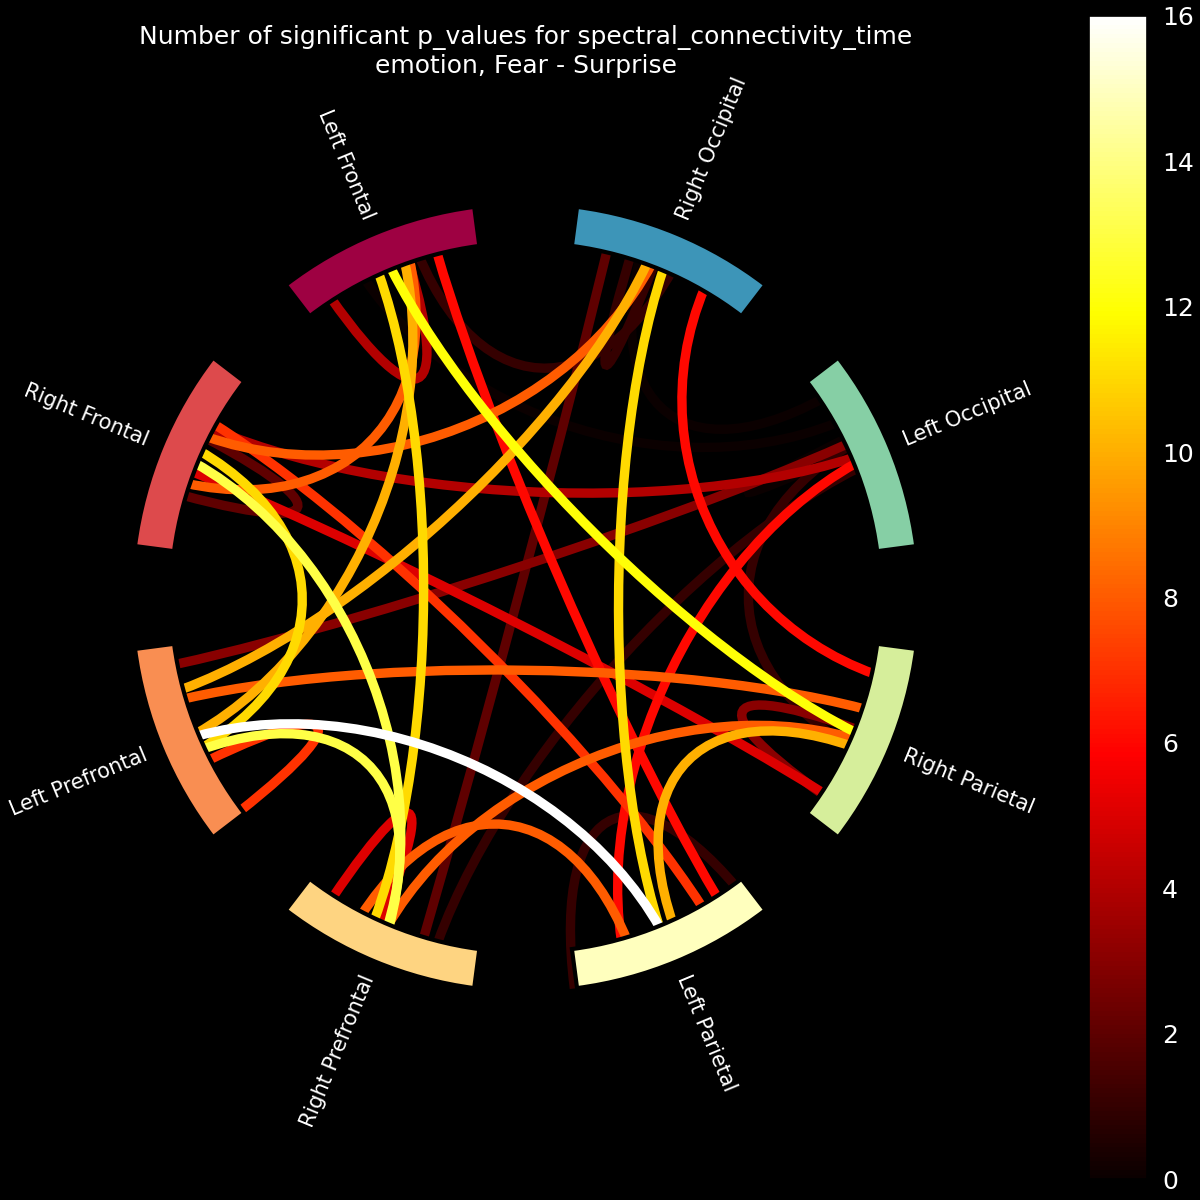 Number of significant p_values for spectral_connectivity_time
emotion, Fear - Surprise
Left Frontal
Right Occipital
Right Frontal
Left Occipital
Left Prefrontal
Right Parietal
Right Prefrontal
Left Parietal
16
14
12
10
8
6
4
2
0